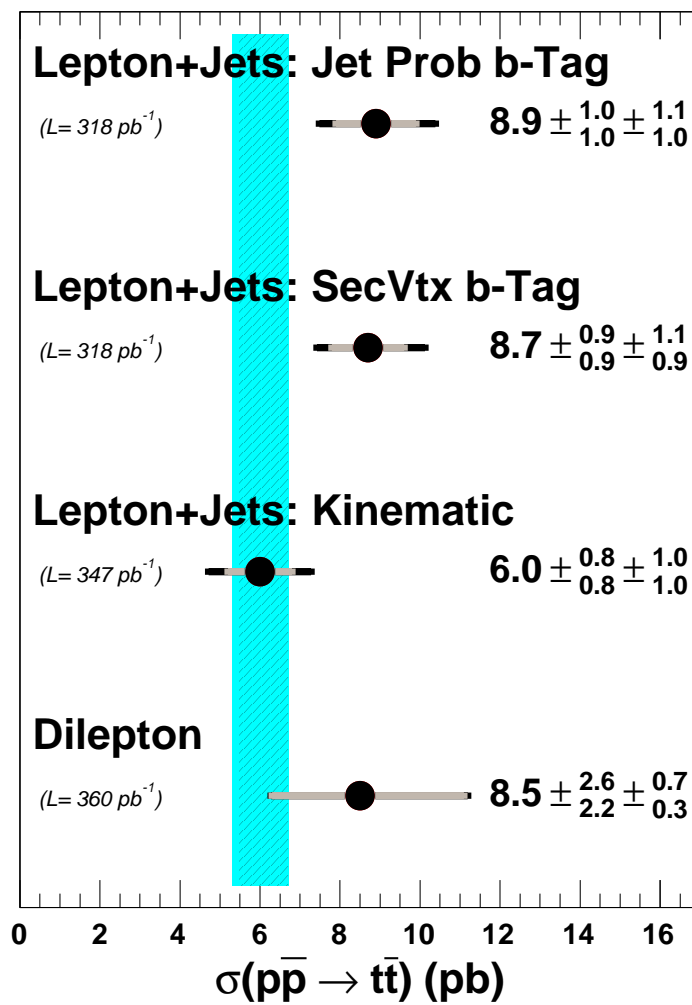 Lepton+Jets: Jet Prob b-Tag
(L= 318 pb⁻¹) 8.9 ± 1.0 1.0 ± 1.1 1.0
Lepton+Jets: SecVtx b-Tag
(L= 318 pb⁻¹) 8.7 ± 0.9 0.9 ± 1.1 0.9
Lepton+Jets: Kinematic
(L= 347 pb⁻¹) 6.0 ± 0.8 0.8 ± 1.0 1.0
Dilepton
(L= 360 pb⁻¹) 8.5 ± 2.6 2.2 ± 0.7 0.3
0 2 4 6 8 10 12 14 16
σ(pp̅ → tt̅) (pb)